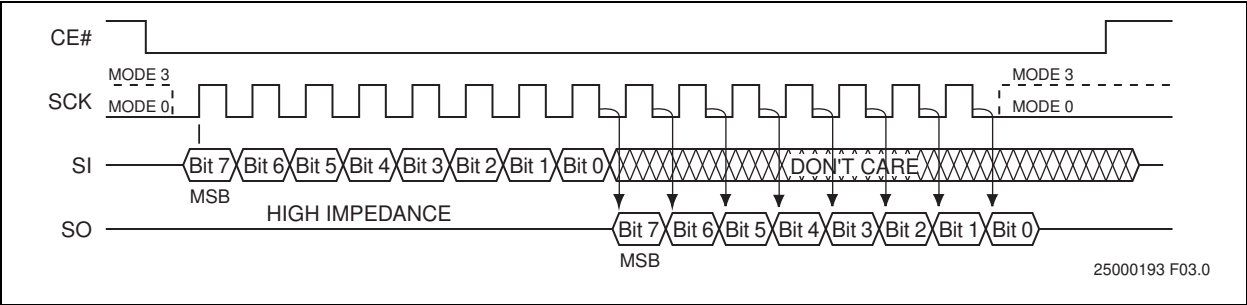 CE#
MODE 3 MODE 3
SCK MODE 0 MODE 0
SI Bit 7 Bit 6 Bit 5 Bit 4 Bit 3 Bit 2 Bit 1 Bit 0 DON'T CARE
MSB
HIGH IMPEDANCE
SO Bit 7 Bit 6 Bit 5 Bit 4 Bit 3 Bit 2 Bit 1 Bit 0
MSB
25000193 F03.0